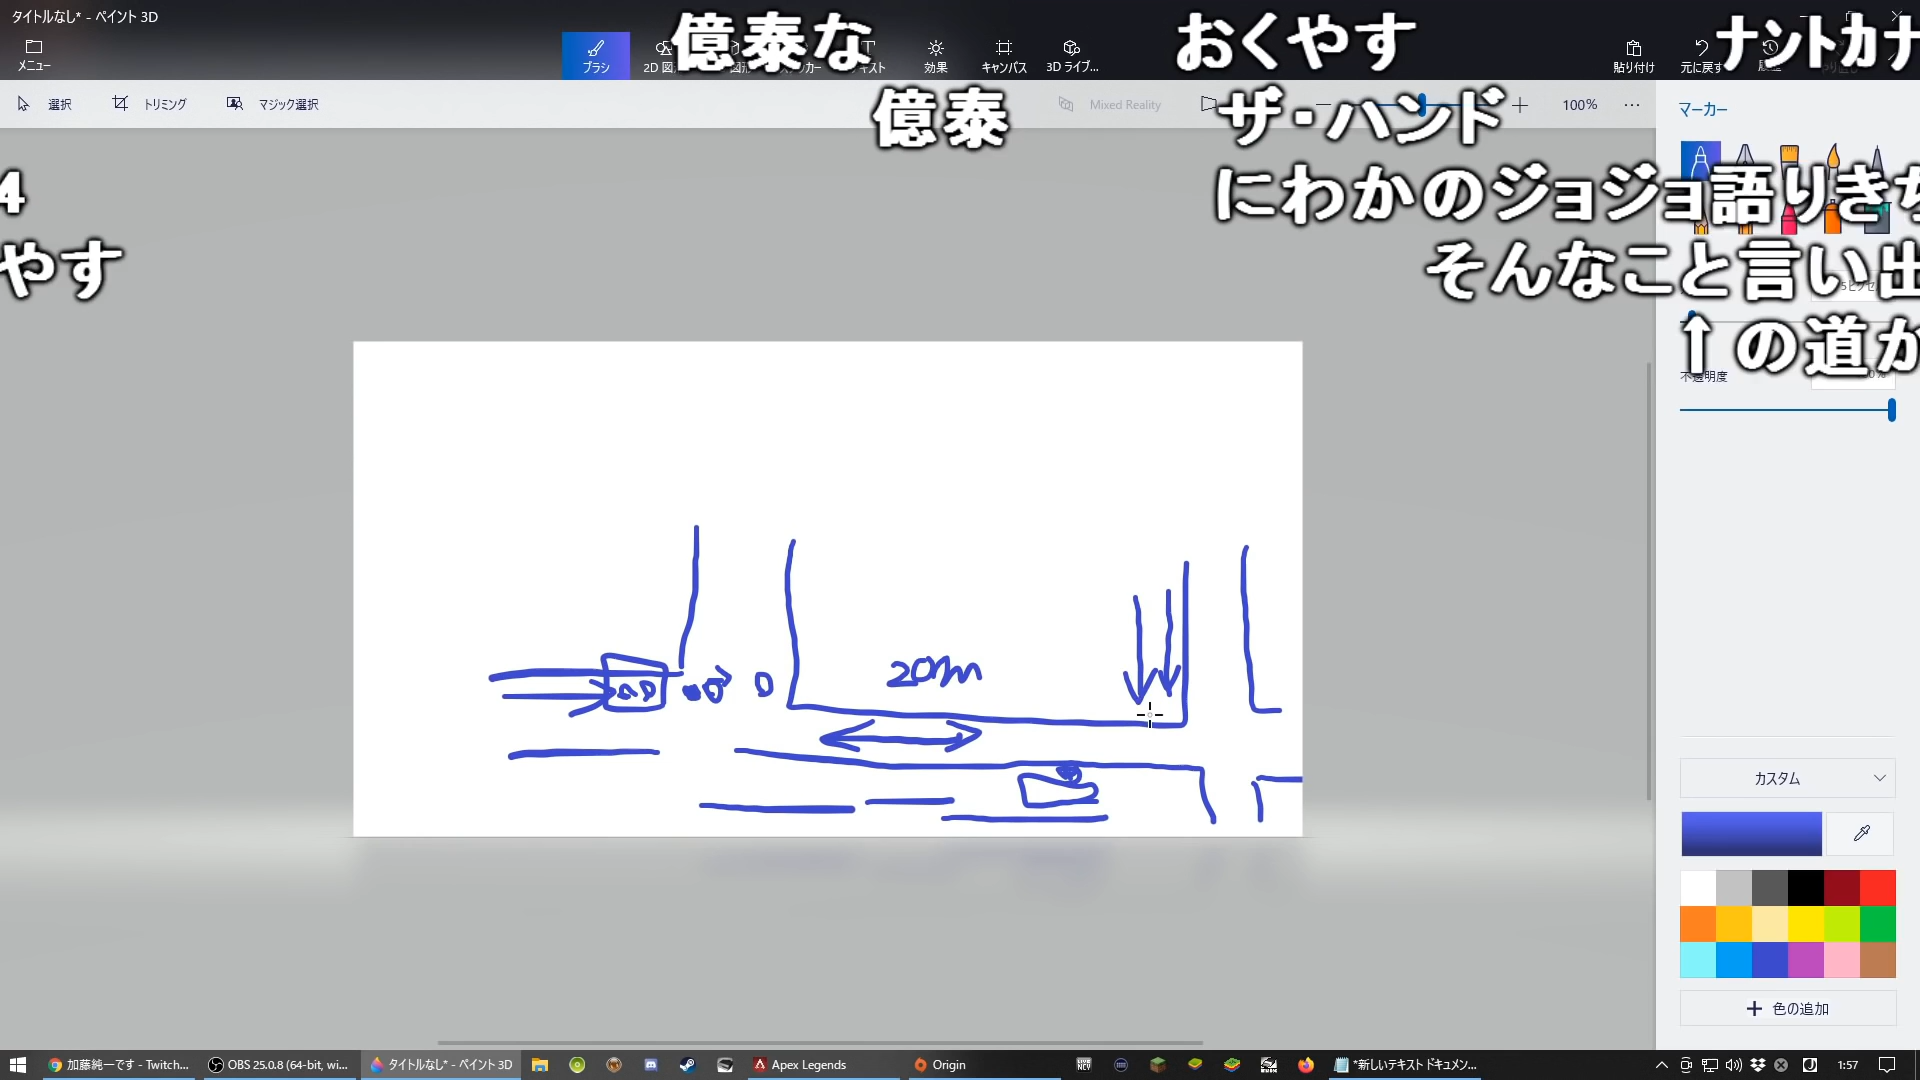 タイトルなし* - ペイント 3D
メニュー
ブラシ
効果
キャンバス
3D ライブ...
貼り付け
元に戻す
億泰な
おくやす
ナントカナ
選択
トリミング
マジック選択
Mixed Reality
100%
マーカー
億泰
ザ・ハンド
4
にわかのジョジョ語りきち
やす
そんなこと言い出
↑の道が
不透明度
20m
カスタム
色の追加
加藤純一です - Twitch...
OBS 25.0.8 (64-bit, wi...
タイトルなし* - ペイント 3D
Apex Legends
Origin
*新しいテキスト ドキュメン...
1:57